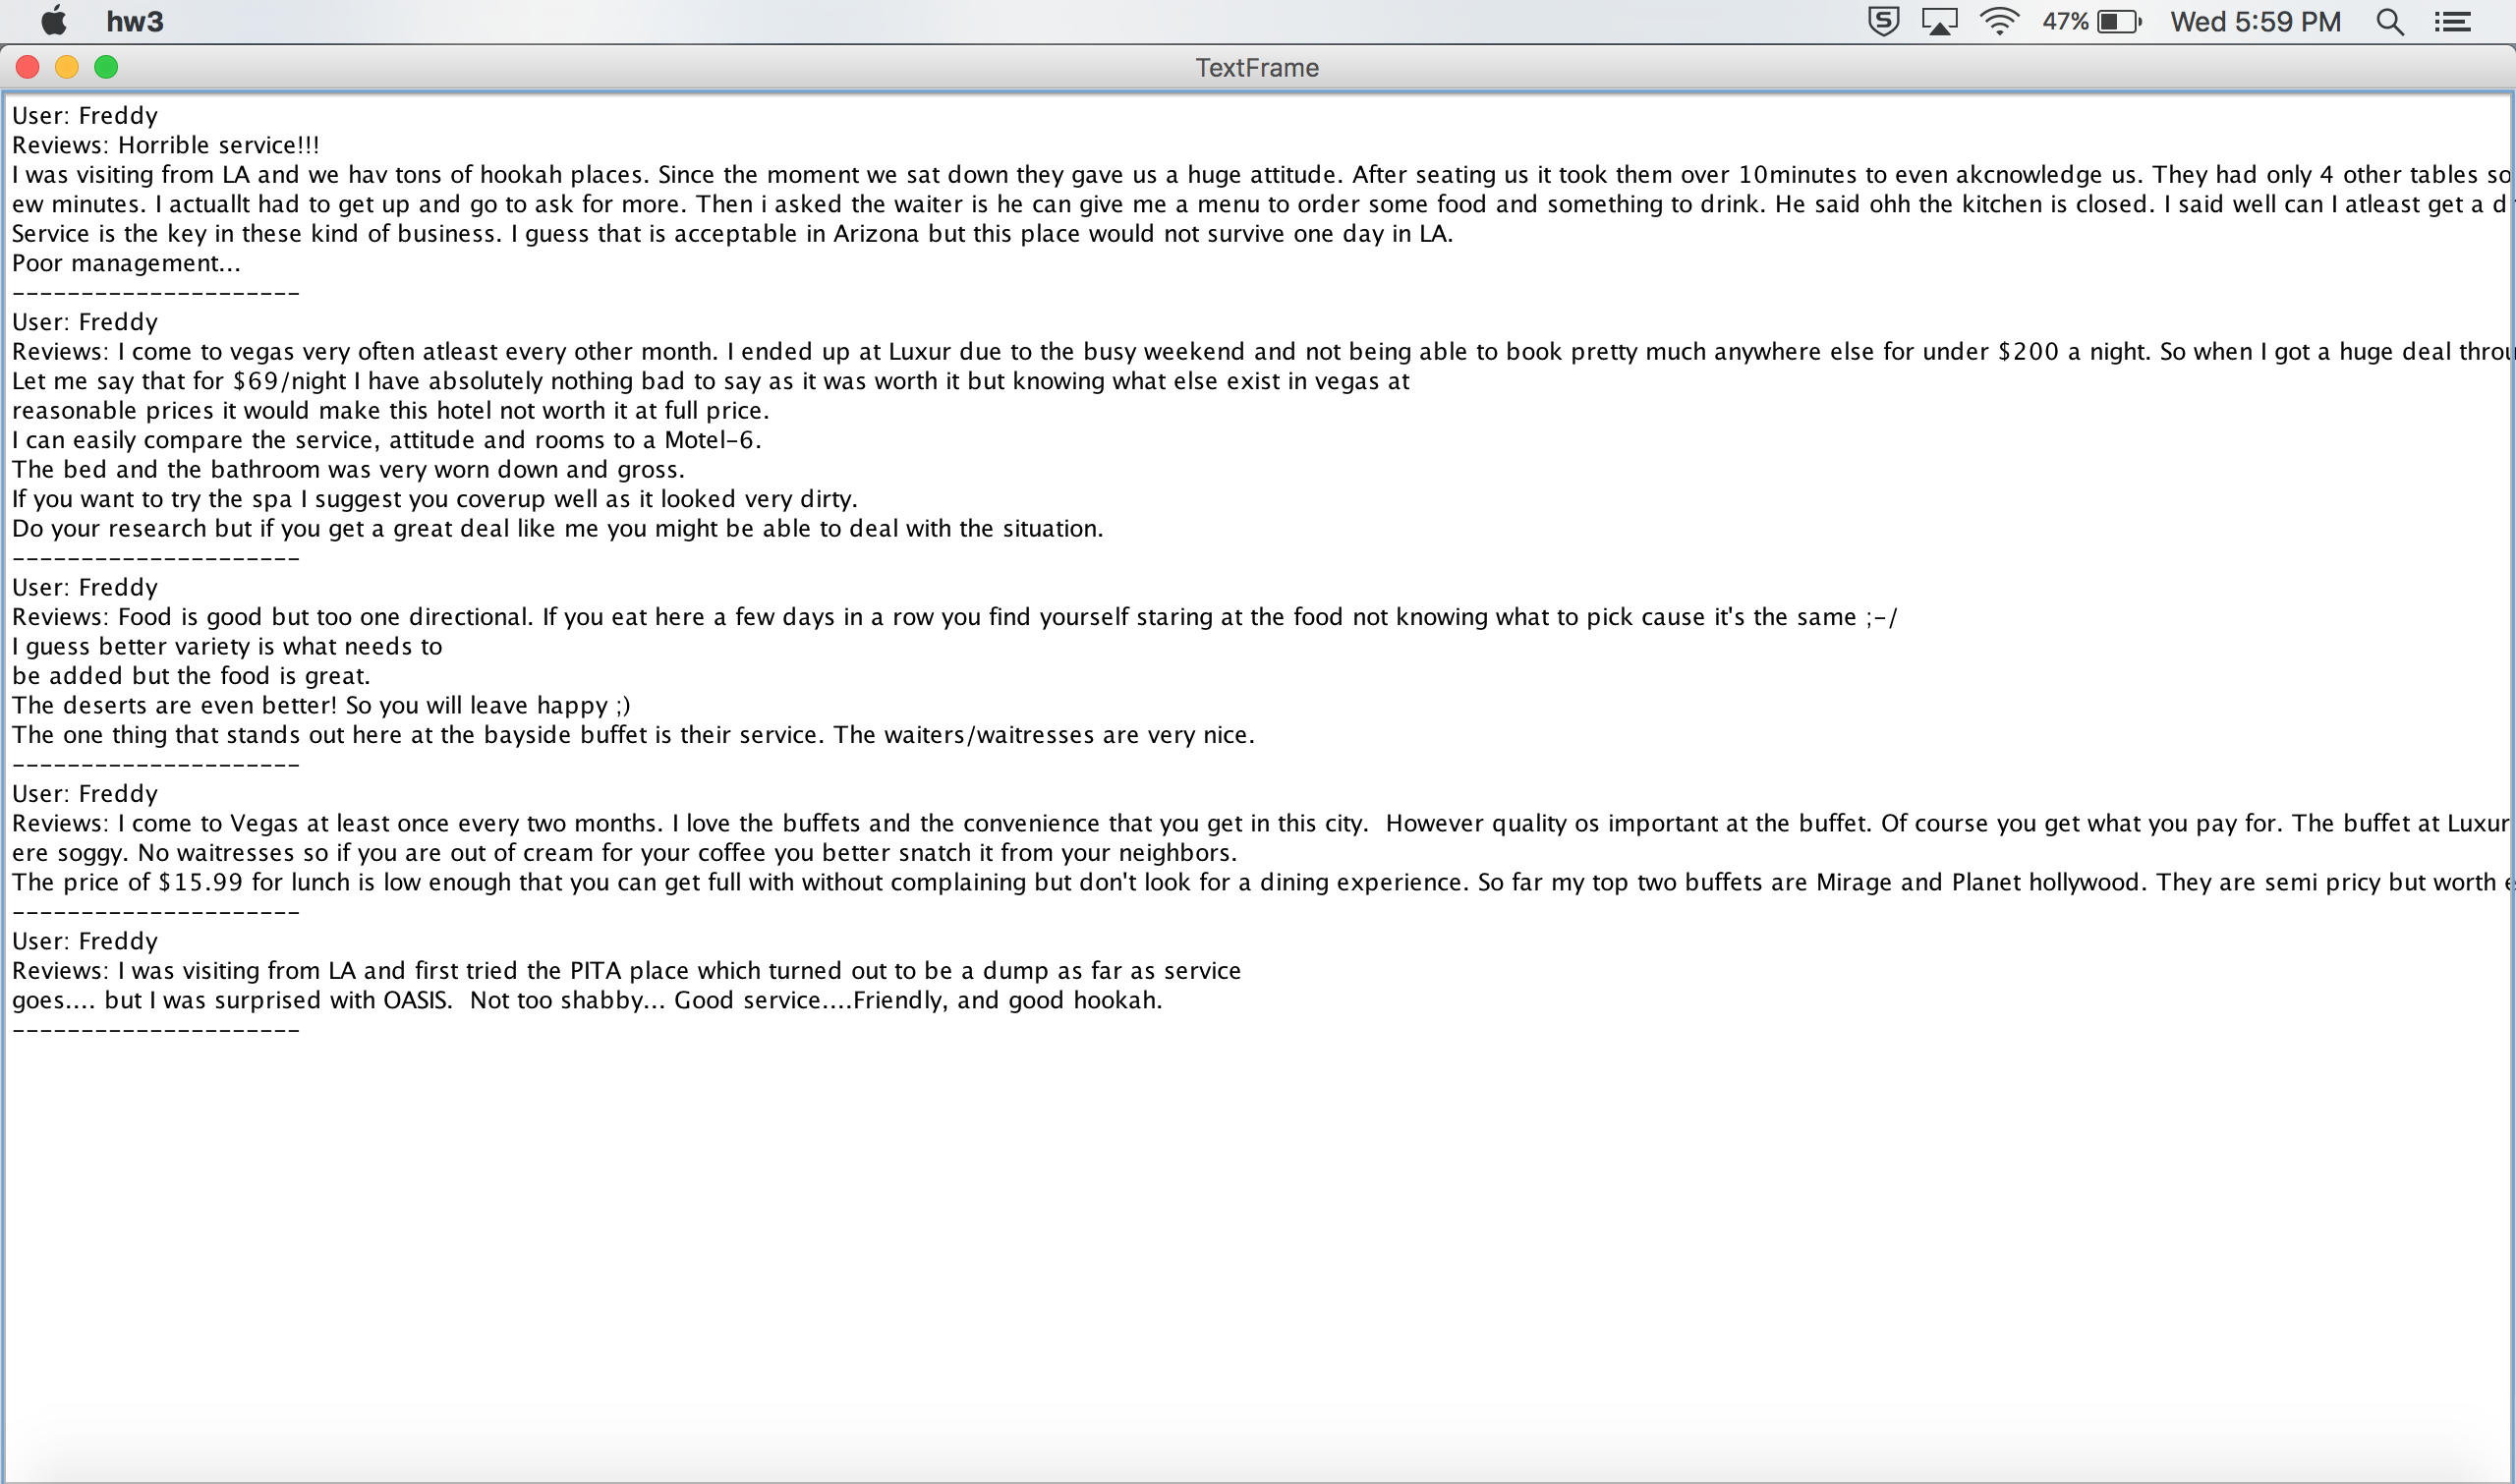 hw3
47%
Wed 5:59 PM
TextFrame
User: Freddy
Reviews: Horrible service!!!
I was visiting from LA and we hav tons of hookah places. Since the moment we sat down they gave us a huge attitude. After seating us it took them over 10minutes to even akcnowledge us. They had only 4 other tables so
ew minutes. I actuallt had to get up and go to ask for more. Then i asked the waiter is he can give me a menu to order some food and something to drink. He said ohh the kitchen is closed. I said well can I atleast get a d
Service is the key in these kind of business. I guess that is acceptable in Arizona but this place would not survive one day in LA.
Poor management...
---------------------
User: Freddy
Reviews: I come to vegas very often atleast every other month. I ended up at Luxur due to the busy weekend and not being able to book pretty much anywhere else for under $200 a night. So when I got a huge deal throu
Let me say that for $69/night I have absolutely nothing bad to say as it was worth it but knowing what else exist in vegas at
reasonable prices it would make this hotel not worth it at full price.
I can easily compare the service, attitude and rooms to a Motel-6.
The bed and the bathroom was very worn down and gross.
If you want to try the spa I suggest you coverup well as it looked very dirty.
Do your research but if you get a great deal like me you might be able to deal with the situation.
---------------------
User: Freddy
Reviews: Food is good but too one directional. If you eat here a few days in a row you find yourself staring at the food not knowing what to pick cause it's the same ;-/
I guess better variety is what needs to
be added but the food is great.
The deserts are even better! So you will leave happy ;)
The one thing that stands out here at the bayside buffet is their service. The waiters/waitresses are very nice.
---------------------
User: Freddy
Reviews: I come to Vegas at least once every two months. I love the buffets and the convenience that you get in this city.  However quality os important at the buffet. Of course you get what you pay for. The buffet at Luxur
ere soggy. No waitresses so if you are out of cream for your coffee you better snatch it from your neighbors.
The price of $15.99 for lunch is low enough that you can get full with without complaining but don't look for a dining experience. So far my top two buffets are Mirage and Planet hollywood. They are semi pricy but worth e
---------------------
User: Freddy
Reviews: I was visiting from LA and first tried the PITA place which turned out to be a dump as far as service
goes.... but I was surprised with OASIS.  Not too shabby... Good service....Friendly, and good hookah.
---------------------